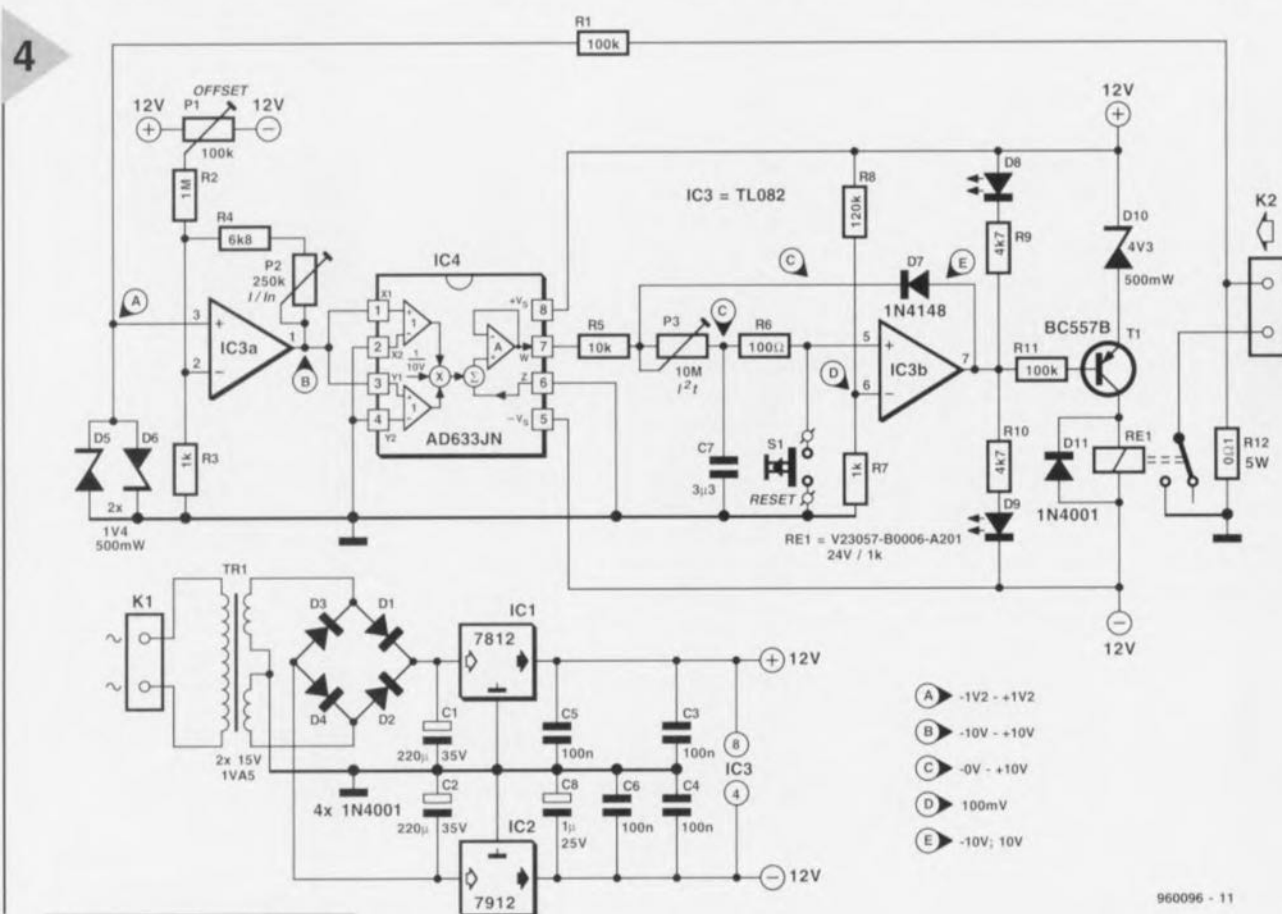 4
R1
100k
OFFSET
12V P1 12V
+ −
100k
R2
1M
R4
6k8
P2
250k
I / In
A
3
+
IC3a
1
2
−
B
D5 D6
2x
1V4
500mW
R3
1k
IC4
1 X1
2 X2
3 Y1
4 Y2
1
1
1
10V
X
Σ
A
+Vs 8
W 7
Z 6
−Vs 5
AD633JN
R5
10k
P3
10M
I²t
C
R6
100Ω
C7
3µ3
S1
RESET
IC3 = TL082
R8
120k
C
D7
1N4148
E
D
5
+
6
−
IC3b
7
R7
1k
RE1 = V23057-B0006-A201
24V / 1k
D8
R9
4k7
R10
4k7
D9
R11
100k
12V
+
D10
4V3
500mW
BC557B
T1
D11
1N4001
RE1
−
12V
K2
R12
0Ω1
5W
K1
∼
∼
TR1
2x 15V
1VA5
D3 D1
D4 D2
4x 1N4001
IC1
7812
C1
220µ 35V
C2
220µ 35V
C5
100n
C8
1µ
25V
C6
100n
C3
100n
C4
100n
IC2
7912
8
IC3
4
+ 12V
− 12V
A -1V2 - +1V2
B -10V - +10V
C -0V - +10V
D 100mV
E -10V; 10V
960096 - 11